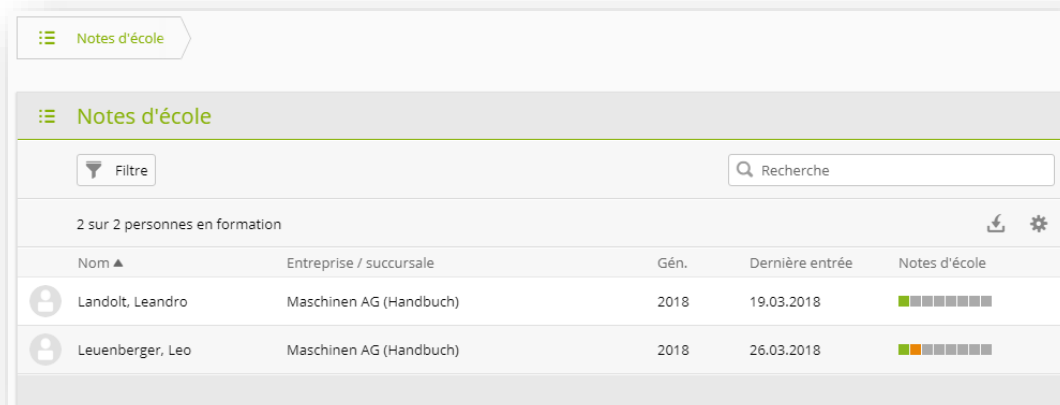 Notes d'école
Notes d'école
Filtre Recherche
2 sur 2 personnes en formation
Nom ▲ Entreprise / succursale Gén. Dernière entrée Notes d'école
Landolt, Leandro Maschinen AG (Handbuch) 2018 19.03.2018
Leuenberger, Leo Maschinen AG (Handbuch) 2018 26.03.2018